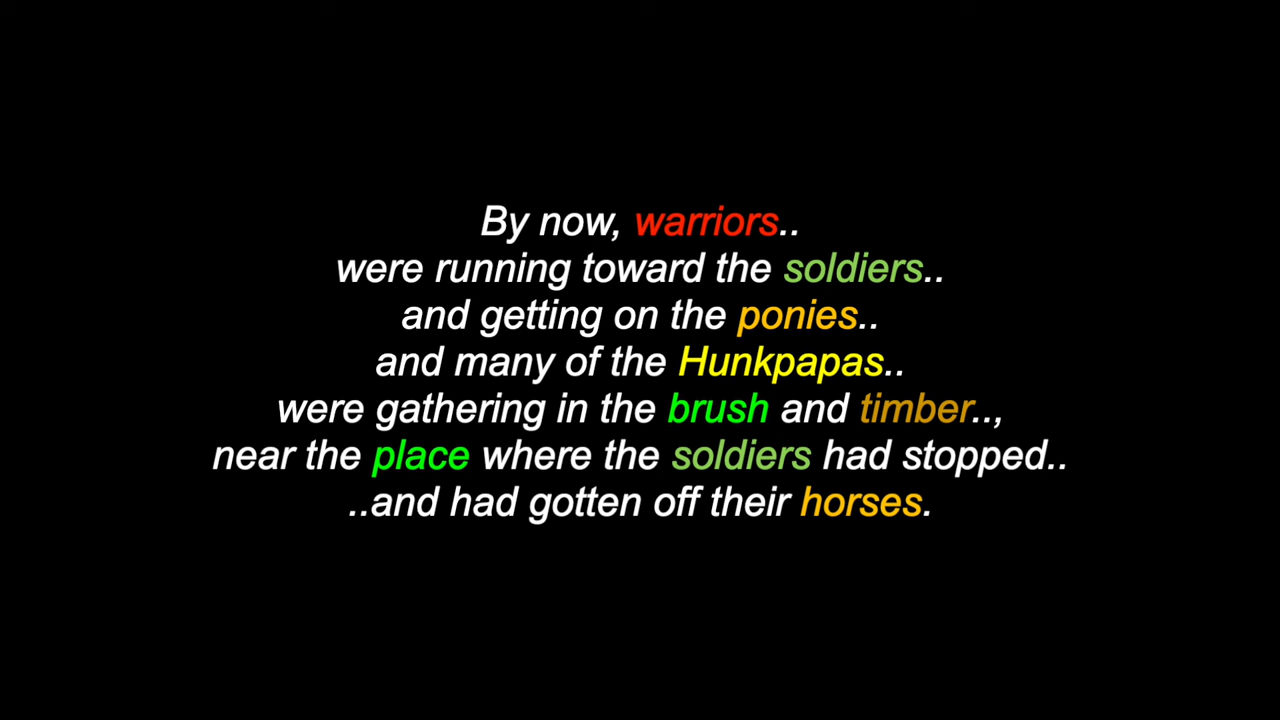 By now, warriors..
were running toward the soldiers..
and getting on the ponies..
and many of the Hunkpapas..
were gathering in the brush and timber..,
near the place where the soldiers had stopped..
..and had gotten off their horses.